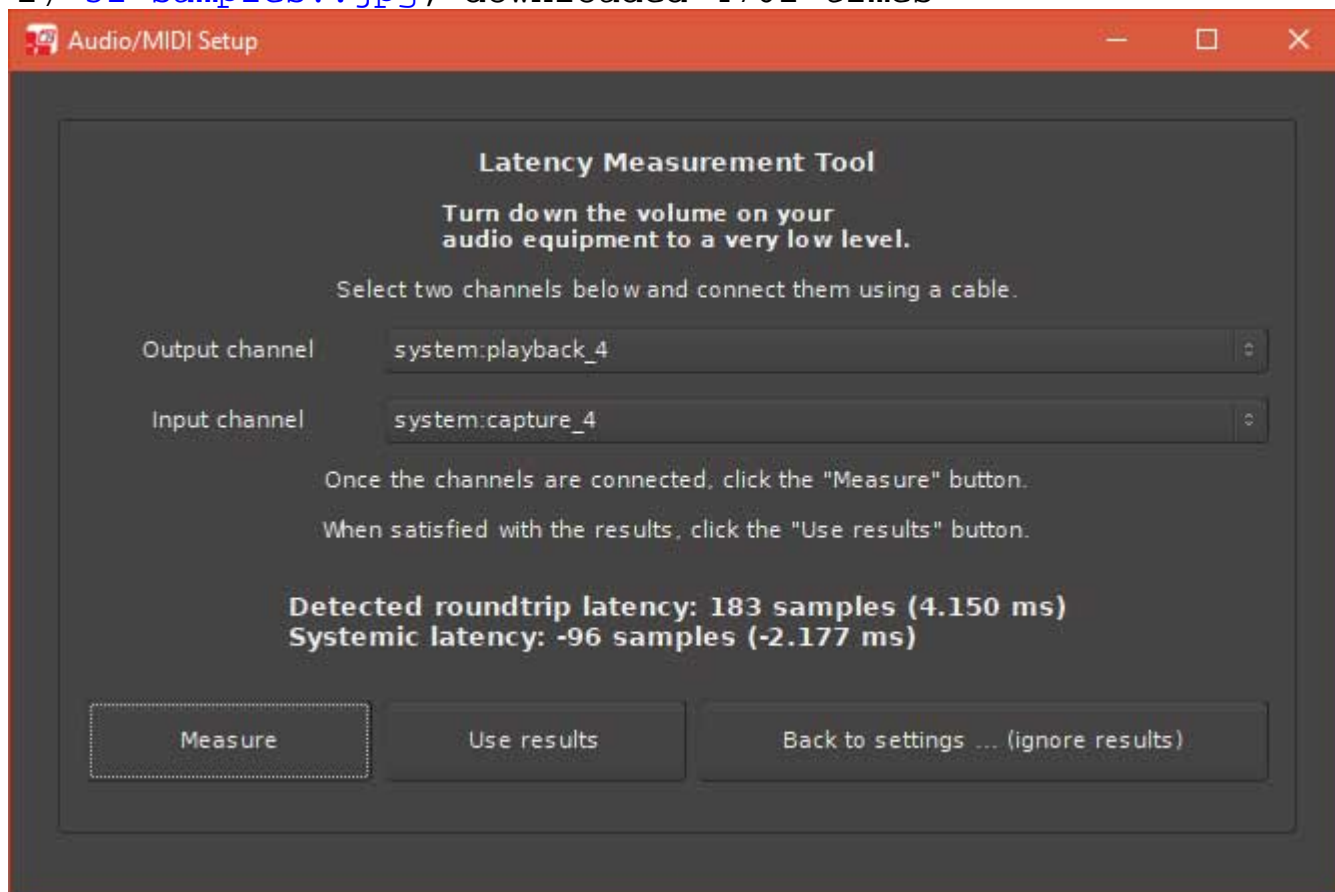 Audio/MIDI Setup
Latency Measurement Tool
Turn down the volume on your
audio equipment to a very low level.
Select two channels below and connect them using a cable.
Output channel system:playback_4
Input channel system:capture_4
Once the channels are connected, click the "Measure" button.
When satisfied with the results, click the "Use results" button.
Detected roundtrip latency: 183 samples (4.150 ms)
Systemic latency: -96 samples (-2.177 ms)
Measure Use results Back to settings ... (ignore results)